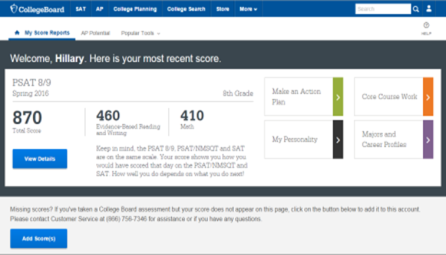 CollegeBoard SAT AP College Planning College Search Store More Search
My Score Reports AP Potential Popular Tools HELP
Welcome, Hillary. Here is your most recent score.
PSAT 8/9
Spring 2016 8th Grade
870
Total Score
460
Evidence-Based Reading
and Writing
410
Math
View Details
Keep in mind, the PSAT 8/9, PSAT/NMSQT and SAT
are on the same scale. Your score shows you how you
would have scored that day on the PSAT/NMSQT and
SAT. How well you do depends on what you do next!
Make an Action
Plan
Core Course Work
My Personality
Majors and
Career Profiles
Missing scores? If you've taken a College Board assessment but your score does not appear on this page, click on the button below to add it to this account.
Please contact Customer Service at (866) 756-7346 for assistance or if you have any questions.
Add Score(s)